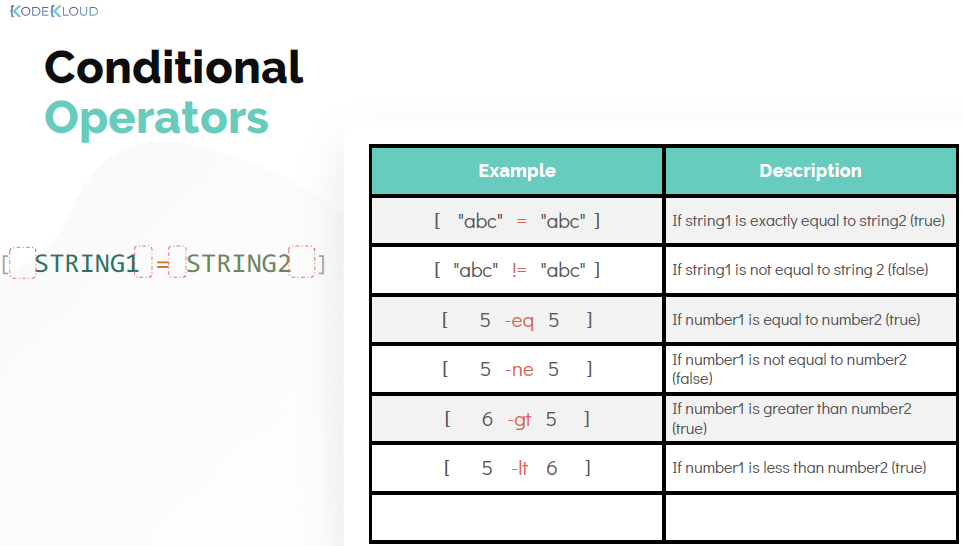 KODEKLOUD
Conditional
Operators
[ STRING1 = STRING2 ]
Example Description
[ "abc" = "abc" ] If string1 is exactly equal to string2 (true)
[ "abc" != "abc" ] If string1 is not equal to string 2 (false)
[ 5 -eq 5 ] If number1 is equal to number2 (true)
[ 5 -ne 5 ] If number1 is not equal to number2
(false)
[ 6 -gt 5 ] If number1 is greater than number2
(true)
[ 5 -lt 6 ] If number1 is less than number2 (true)